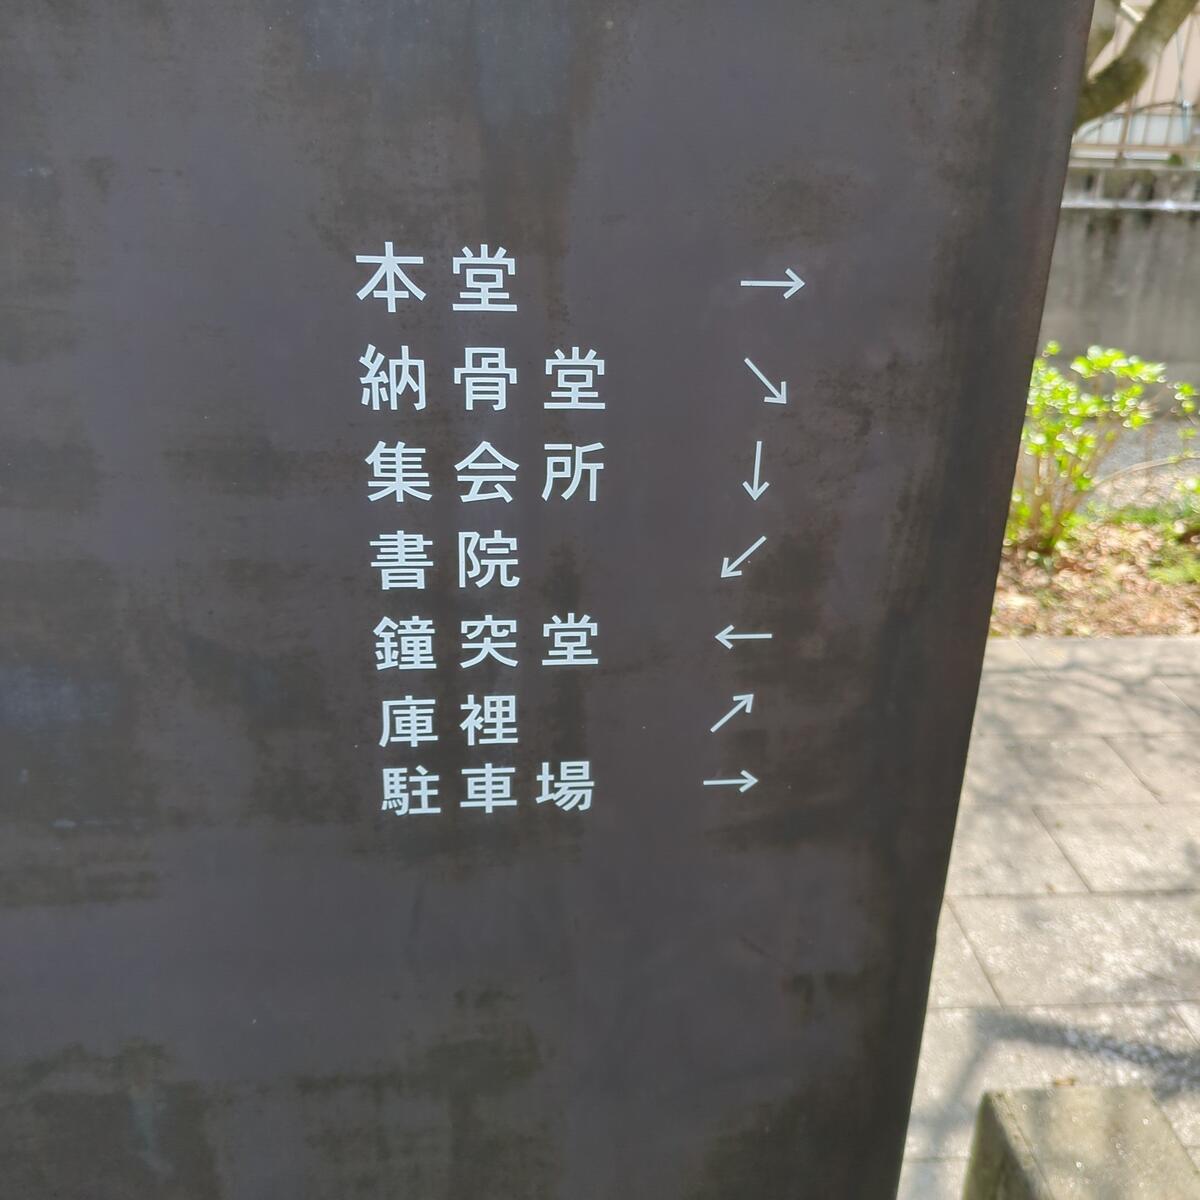 本堂 →
納骨堂 ↘
集会所 ↓
書院 ↙
鐘突堂 ←
庫裡 ↗
駐車場 →